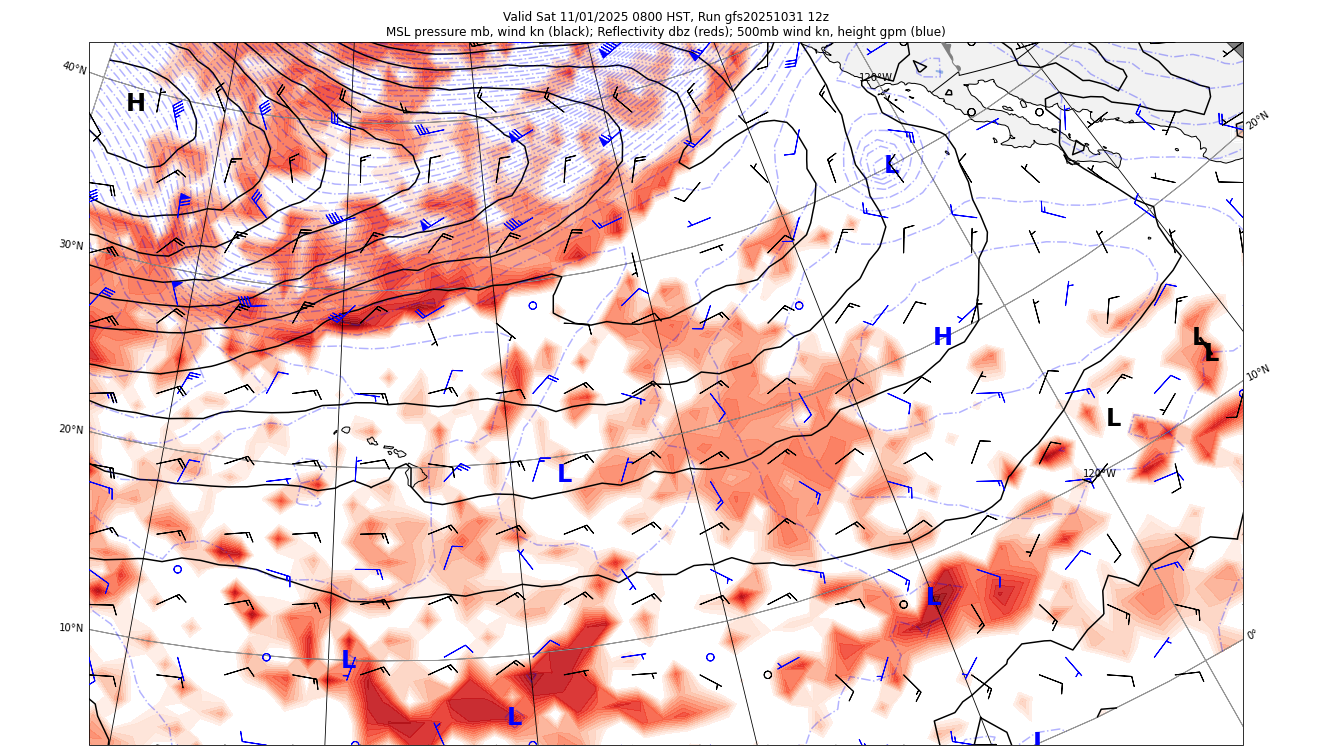 Valid Sat 11/01/2025 0800 HST, Run gfs20251031 12z
MSL pressure mb, wind kn (black); Reflectivity dbz (reds); 500mb wind kn, height gpm (blue)
40°N
120°W
H
20°N
L
30°N
H
L
L
10°N
L
20°N
L
120°W
L
10°N
0°
L
L
L